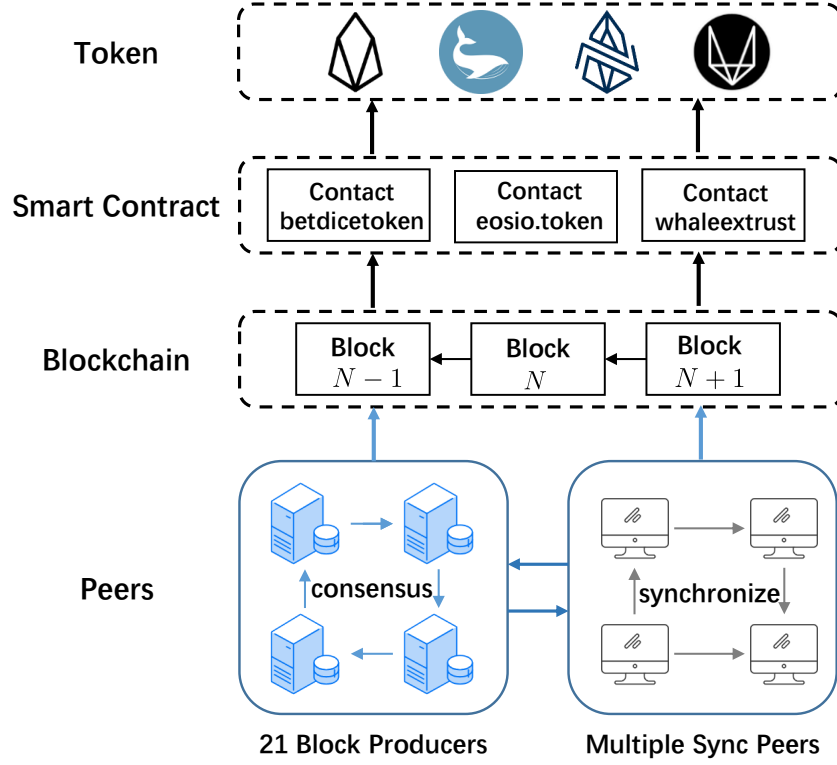 Token
Smart Contract
Contact
betdicetoken
Contact
eosio.token
Contact
whaleextrust
Blockchain
Block
N − 1
Block
N
Block
N + 1
Peers
consensus
synchronize
21 Block Producers
Multiple Sync Peers